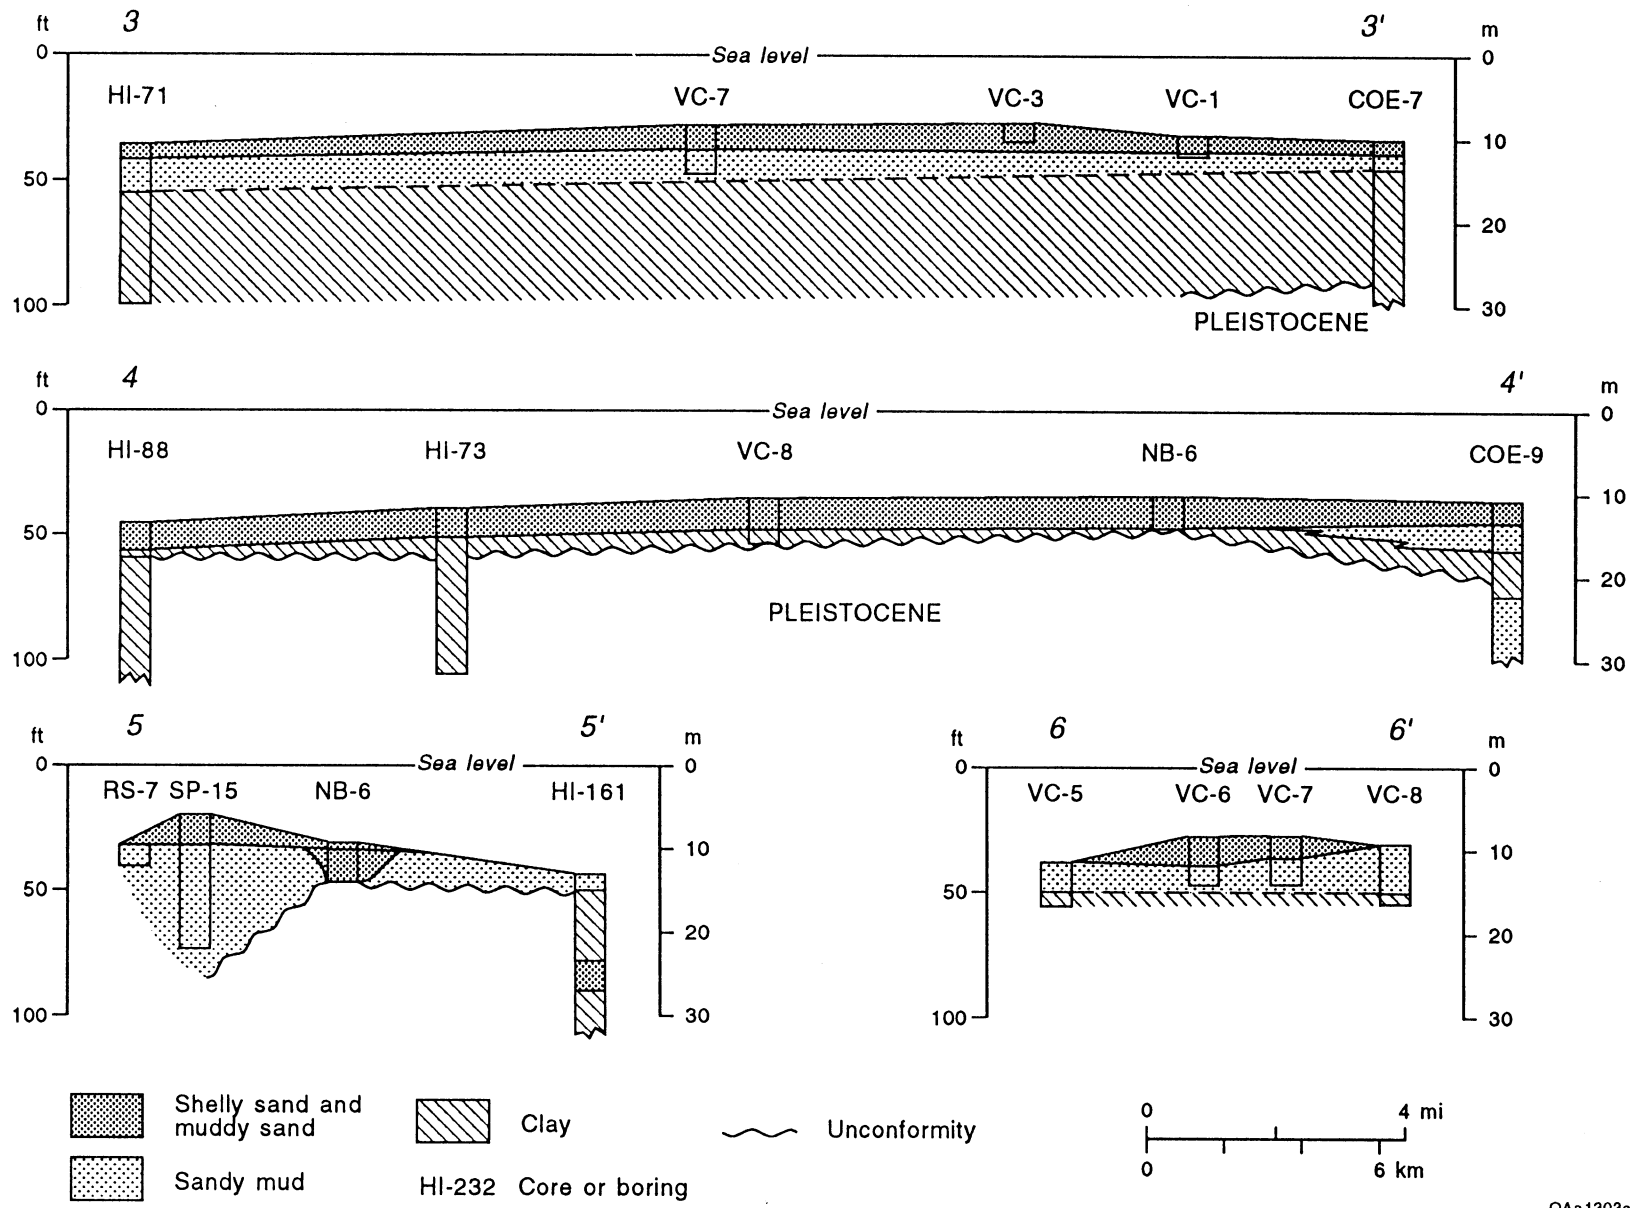 3 3'
ft m
0 Sea level 0
HI-71 VC-7 VC-3 VC-1 COE-7
10
50
20
100 30
PLEISTOCENE
4 4'
ft m
0 Sea level 0
HI-88 HI-73 VC-8 NB-6 COE-9
10
50
20
PLEISTOCENE
100 30
5 5'
ft m
0 Sea level 0
RS-7 SP-15 NB-6 HI-161
10
50
20
100 30
6 6'
ft m
0 Sea level 0
VC-5 VC-6 VC-7 VC-8
10
50
20
100 30
Shelly sand and
muddy sand
Clay
Unconformity
Sandy mud
HI-232 Core or boring
0 4 mi
0 6 km